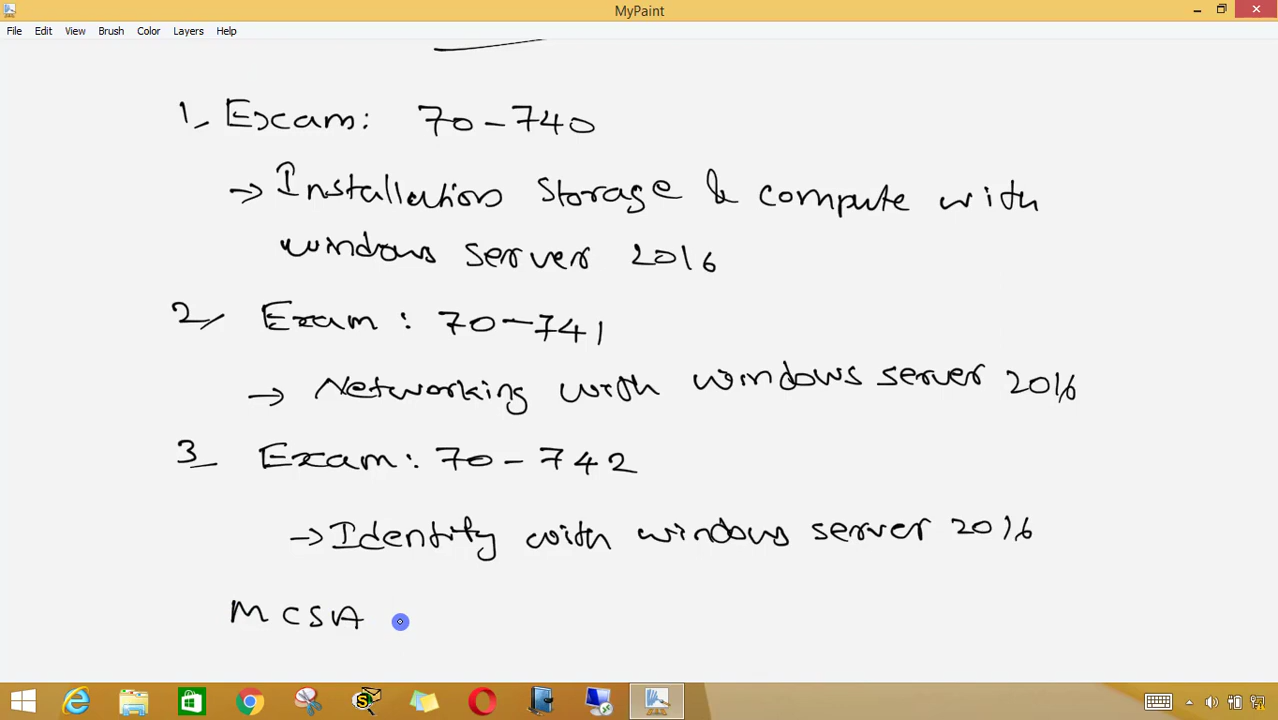 MyPaint
File Edit View Brush Color Layers Help
1, Exam: 70-740
→ Installation Storage & compute with
windows server 2016
2, Exam: 70-741
→ Networking with windows server 2016
3 Exam: 70-742
→ Identity with windows server 2016
MCSA